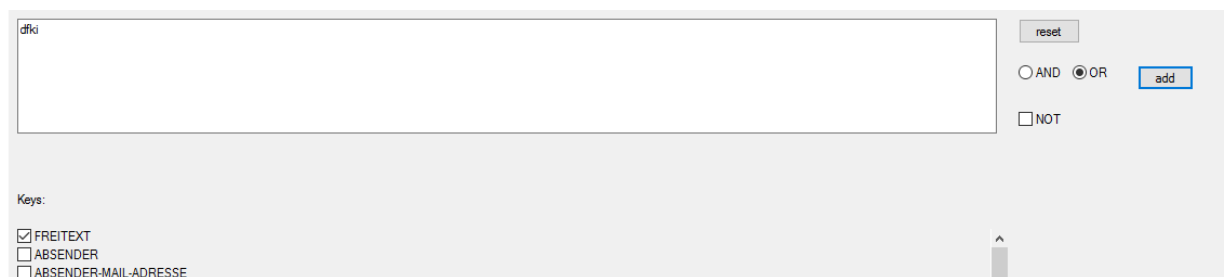 dfki
reset
AND OR add
NOT
Keys:
FREITEXT
ABSENDER
ABSENDER-MAIL-ADRESSE